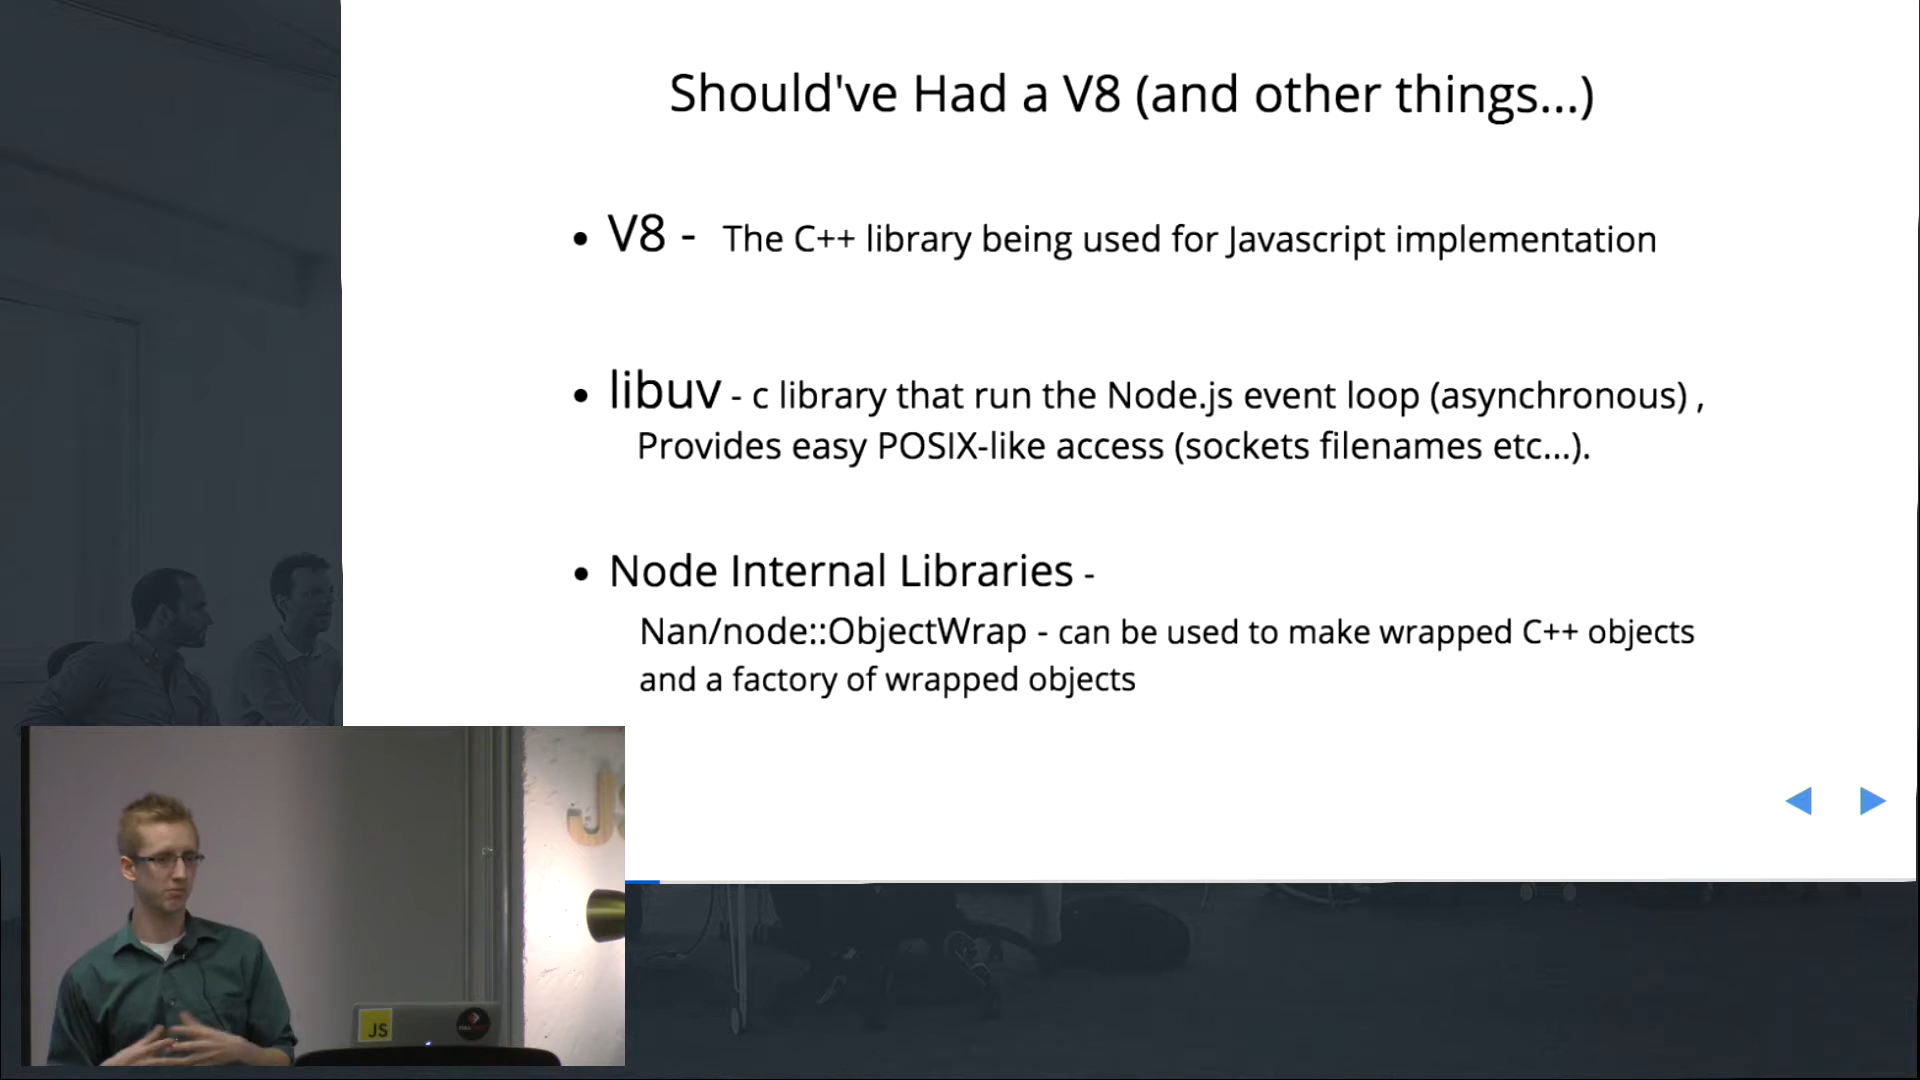 Should've Had a V8 (and other things...)
• V8 - The C++ library being used for Javascript implementation
• libuv - c library that run the Node.js event loop (asynchronous) ,
Provides easy POSIX-like access (sockets filenames etc...).
• Node Internal Libraries -
Nan/node::ObjectWrap - can be used to make wrapped C++ objects
and a factory of wrapped objects
JS
JS